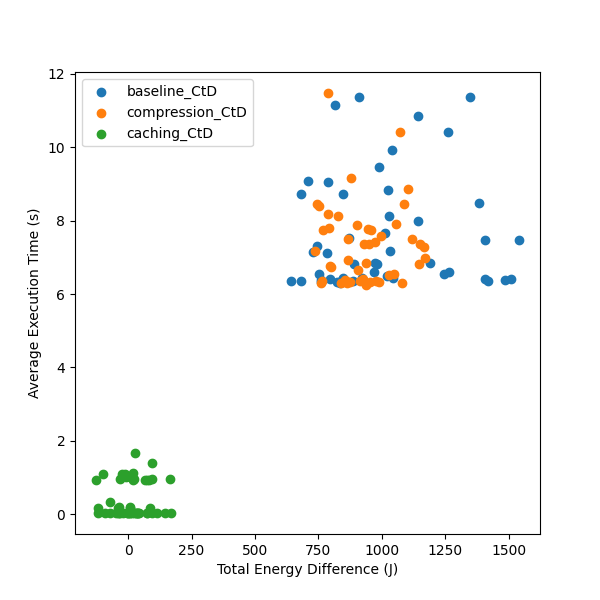 baseline_CtD
compression_CtD
caching_CtD
12
10
8
6
4
2
0
Average Execution Time (s)
0 250 500 750 1000 1250 1500
Total Energy Difference (J)